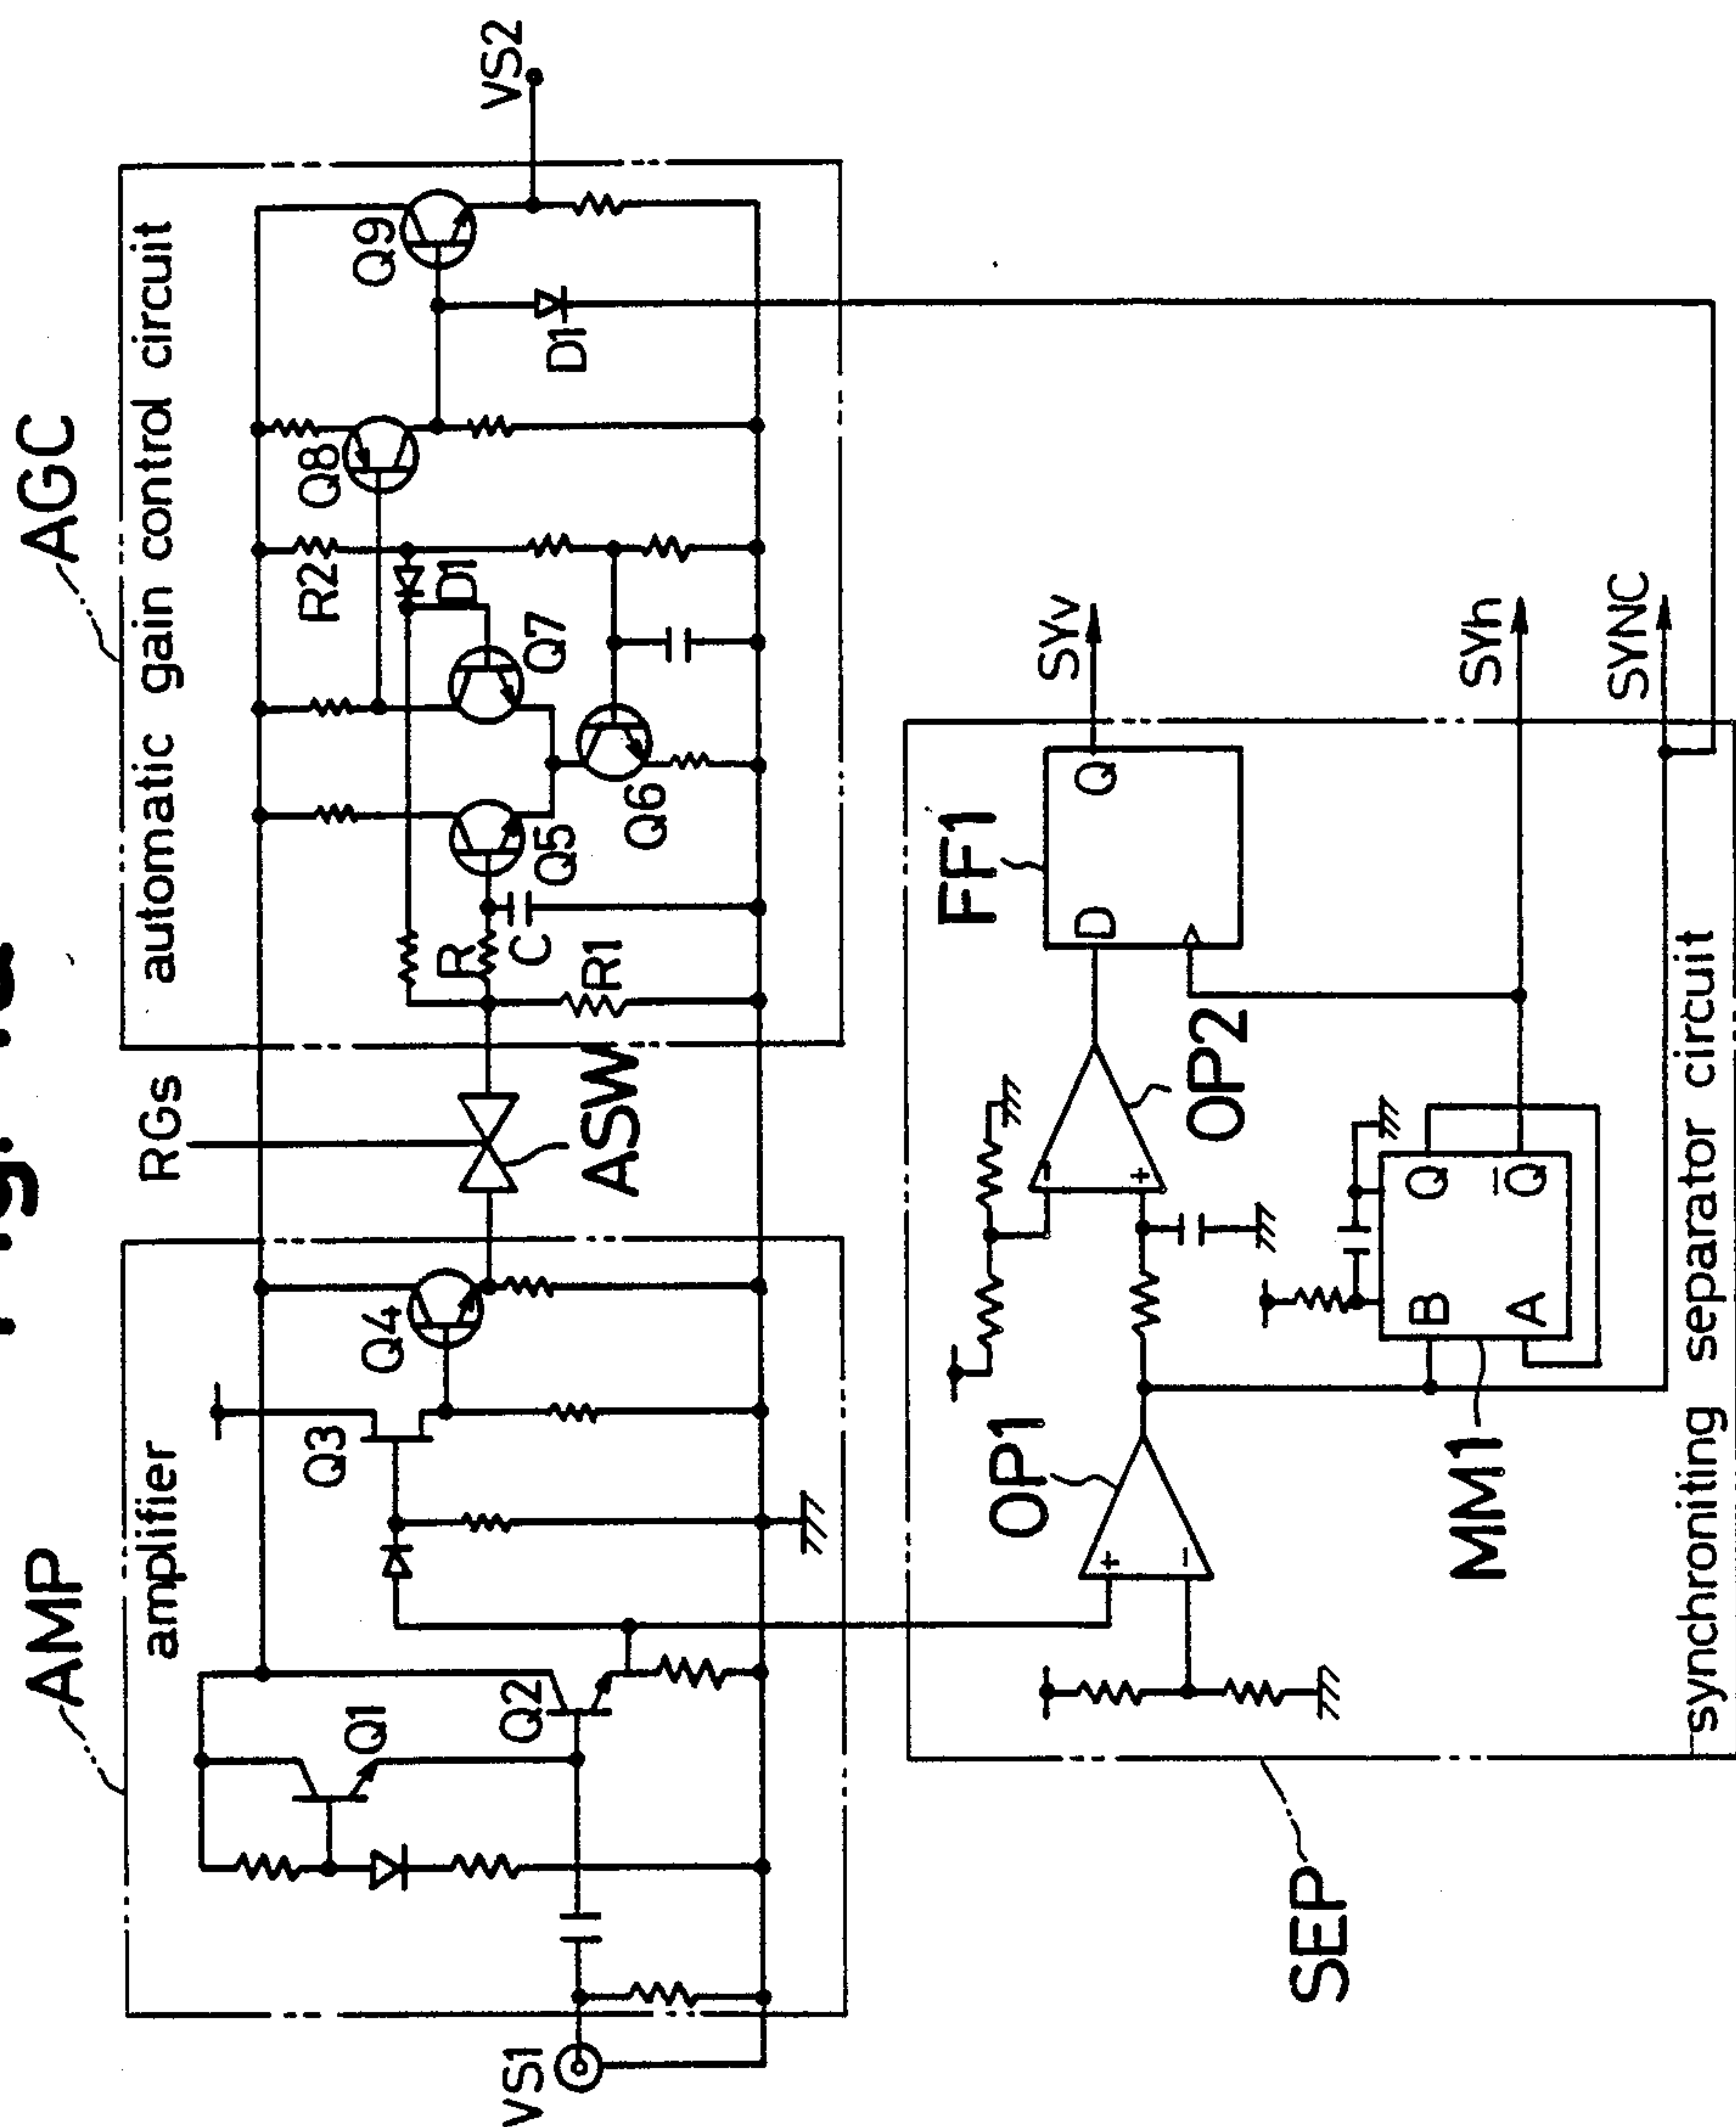 AMP
AGC
amplifier
RGs
automatic gain control circuit
Q1
Q3
Q4
R2
Q8
Q9
VS1
Q2
ASW
R
C
R1
Q5
Q7
D1
Q6
D1
VS2
SEP
OP1
+
−
OP2
−
+
FF1
D
Q
SYv
MM1
B
A
Q
Q̅
SYh
SYNC
synchroniting separator circuit